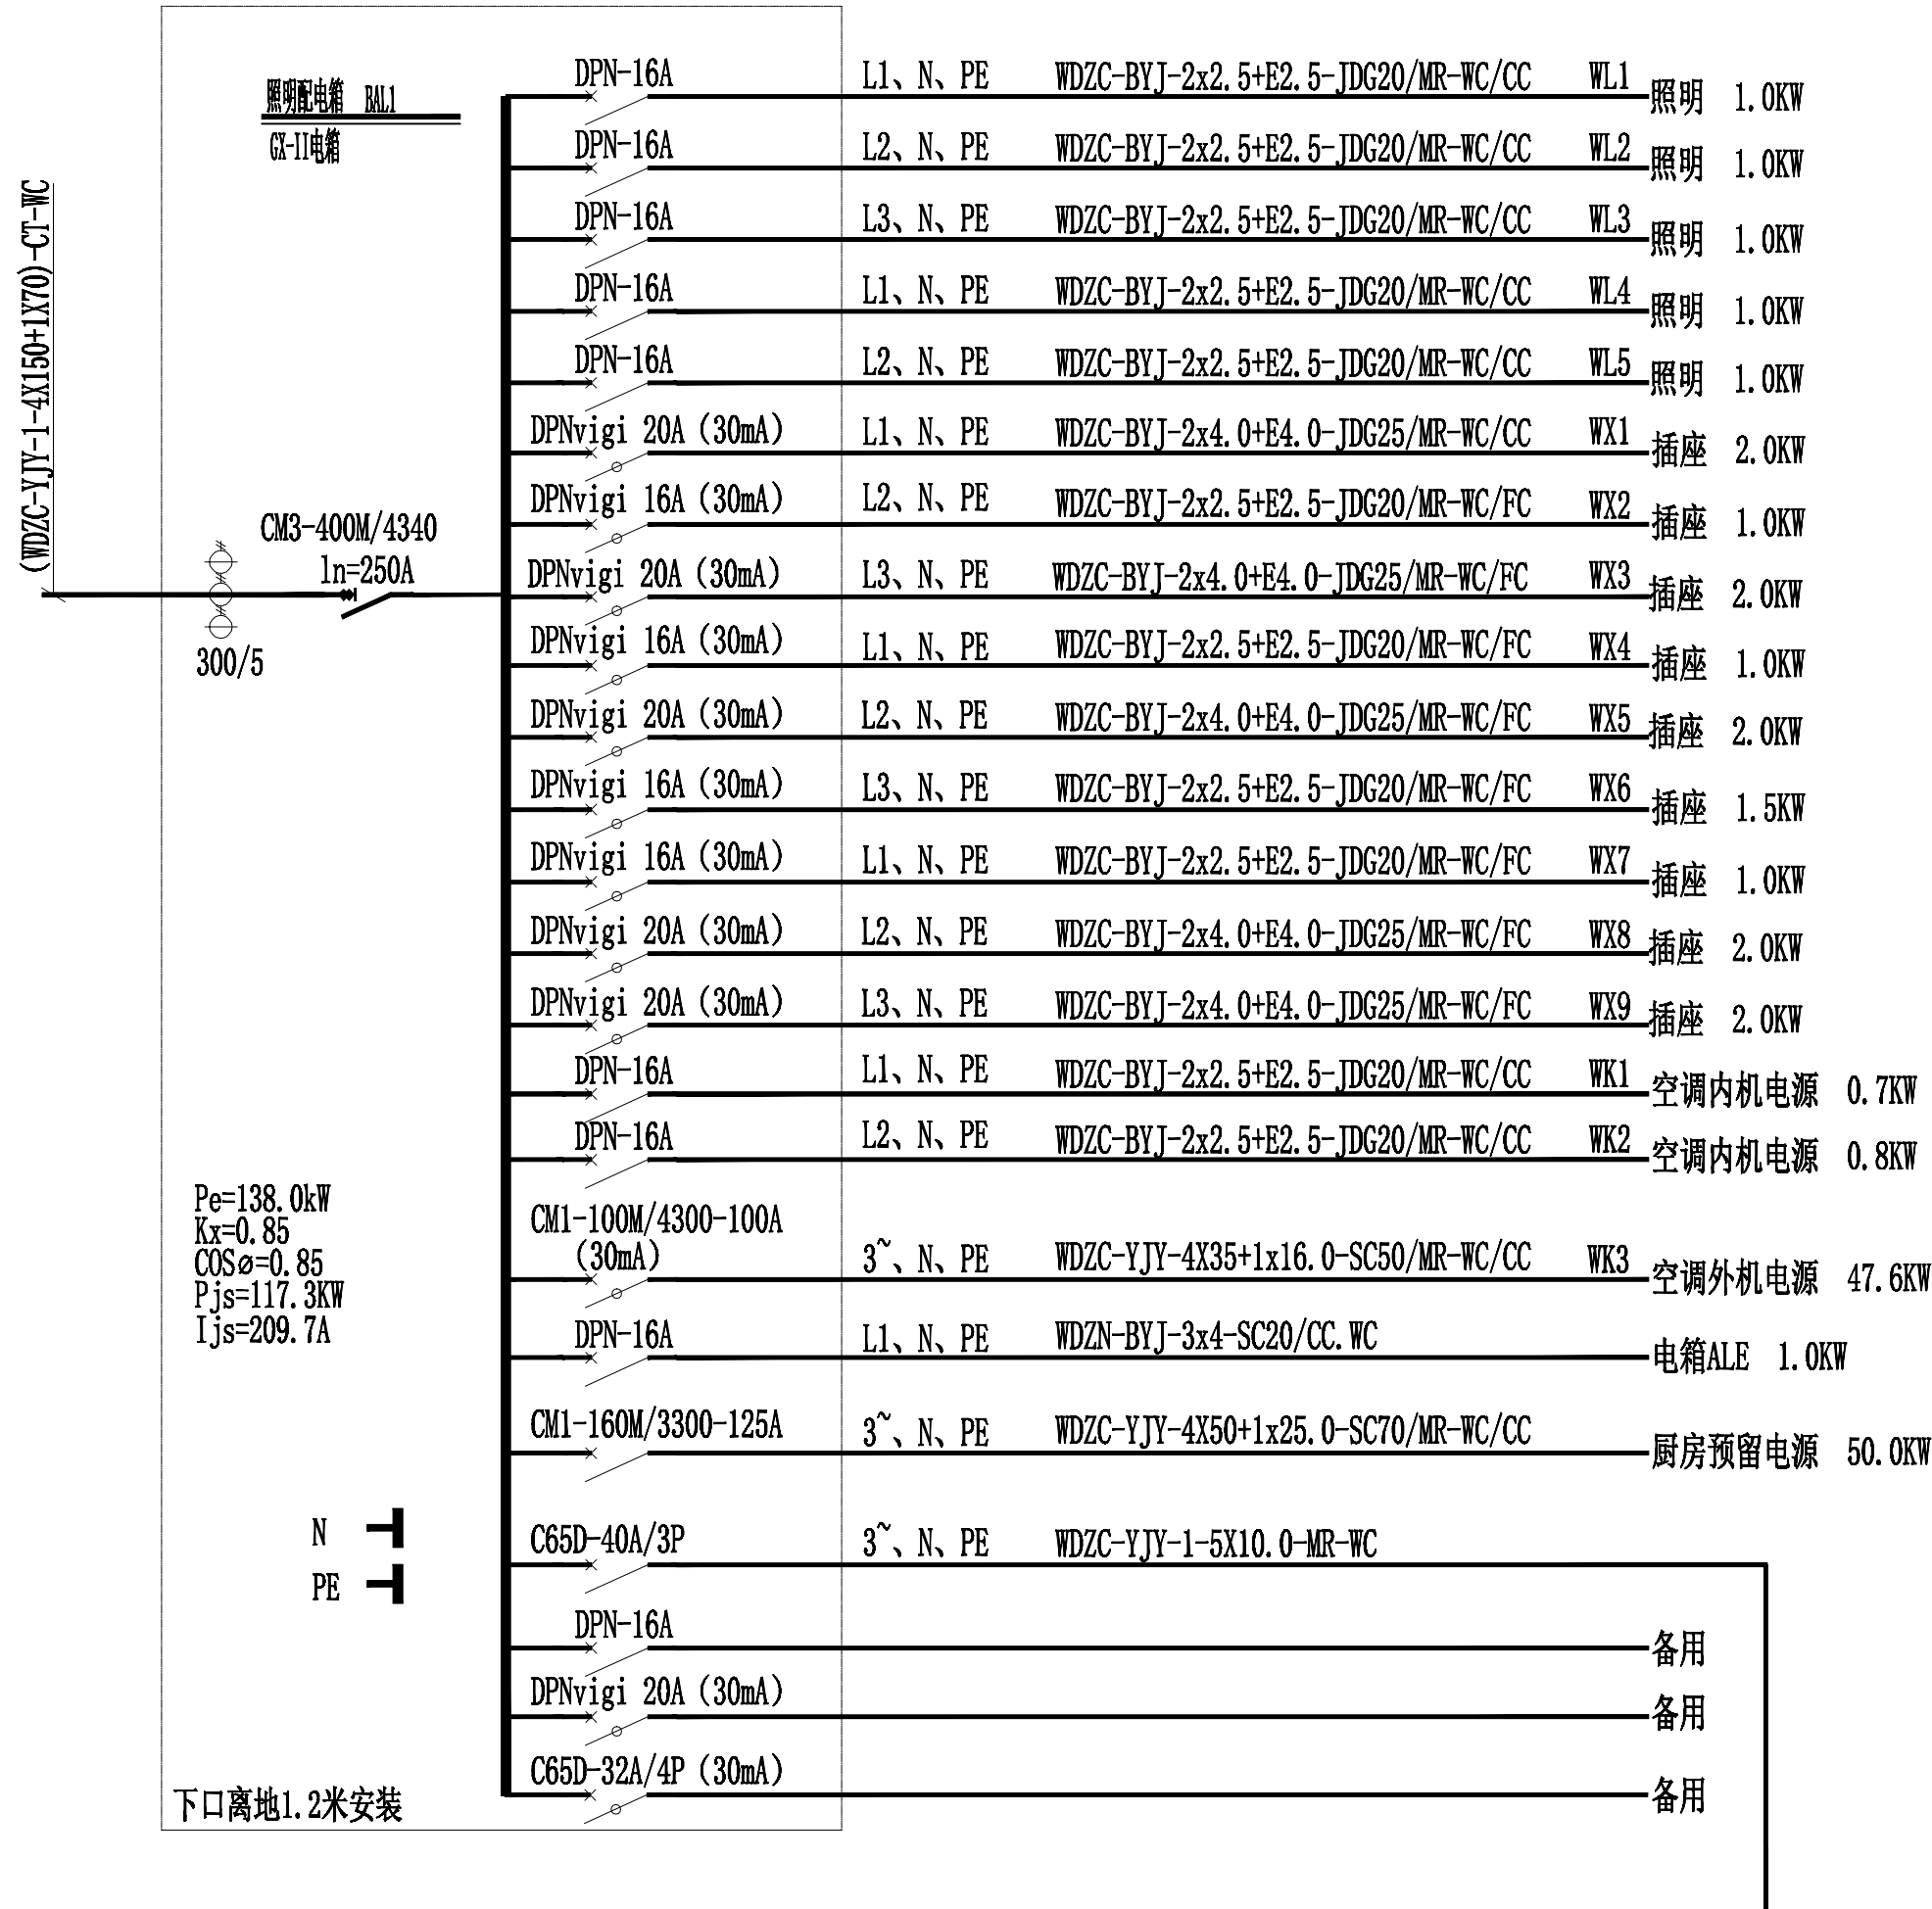 照明配电箱 BAL1
GX-II电箱
(WDZC-YJY-1-4X150+1X70)-CT-WC
CM3-400M/4340
ln=250A
300/5
DPN-16A L1、N、PE WDZC-BYJ-2x2.5+E2.5-JDG20/MR-WC/CC WL1 照明 1.0KW
DPN-16A L2、N、PE WDZC-BYJ-2x2.5+E2.5-JDG20/MR-WC/CC WL2 照明 1.0KW
DPN-16A L3、N、PE WDZC-BYJ-2x2.5+E2.5-JDG20/MR-WC/CC WL3 照明 1.0KW
DPN-16A L1、N、PE WDZC-BYJ-2x2.5+E2.5-JDG20/MR-WC/CC WL4 照明 1.0KW
DPN-16A L2、N、PE WDZC-BYJ-2x2.5+E2.5-JDG20/MR-WC/CC WL5 照明 1.0KW
DPNvigi 20A (30mA) L1、N、PE WDZC-BYJ-2x4.0+E4.0-JDG25/MR-WC/CC WX1 插座 2.0KW
DPNvigi 16A (30mA) L2、N、PE WDZC-BYJ-2x2.5+E2.5-JDG20/MR-WC/FC WX2 插座 1.0KW
DPNvigi 20A (30mA) L3、N、PE WDZC-BYJ-2x4.0+E4.0-JDG25/MR-WC/FC WX3 插座 2.0KW
DPNvigi 16A (30mA) L1、N、PE WDZC-BYJ-2x2.5+E2.5-JDG20/MR-WC/FC WX4 插座 1.0KW
DPNvigi 20A (30mA) L2、N、PE WDZC-BYJ-2x4.0+E4.0-JDG25/MR-WC/FC WX5 插座 2.0KW
DPNvigi 16A (30mA) L3、N、PE WDZC-BYJ-2x2.5+E2.5-JDG20/MR-WC/FC WX6 插座 1.5KW
DPNvigi 16A (30mA) L1、N、PE WDZC-BYJ-2x2.5+E2.5-JDG20/MR-WC/FC WX7 插座 1.0KW
DPNvigi 20A (30mA) L2、N、PE WDZC-BYJ-2x4.0+E4.0-JDG25/MR-WC/FC WX8 插座 2.0KW
DPNvigi 20A (30mA) L3、N、PE WDZC-BYJ-2x4.0+E4.0-JDG25/MR-WC/FC WX9 插座 2.0KW
DPN-16A L1、N、PE WDZC-BYJ-2x2.5+E2.5-JDG20/MR-WC/CC WK1 空调内机电源 0.7KW
DPN-16A L2、N、PE WDZC-BYJ-2x2.5+E2.5-JDG20/MR-WC/CC WK2 空调内机电源 0.8KW
CM1-100M/4300-100A
(30mA) 3~、N、PE WDZC-YJY-4X35+1x16.0-SC50/MR-WC/CC WK3 空调外机电源 47.6KW
DPN-16A L1、N、PE WDZN-BYJ-3x4-SC20/CC.WC 电箱ALE 1.0KW
CM1-160M/3300-125A 3~、N、PE WDZC-YJY-4X50+1x25.0-SC70/MR-WC/CC 厨房预留电源 50.0KW
C65D-40A/3P 3~、N、PE WDZC-YJY-1-5X10.0-MR-WC
DPN-16A 备用
DPNvigi 20A (30mA) 备用
C65D-32A/4P (30mA) 备用
Pe=138.0kW
Kx=0.85
COSø=0.85
Pjs=117.3KW
Ijs=209.7A
N
PE
下口离地1.2米安装